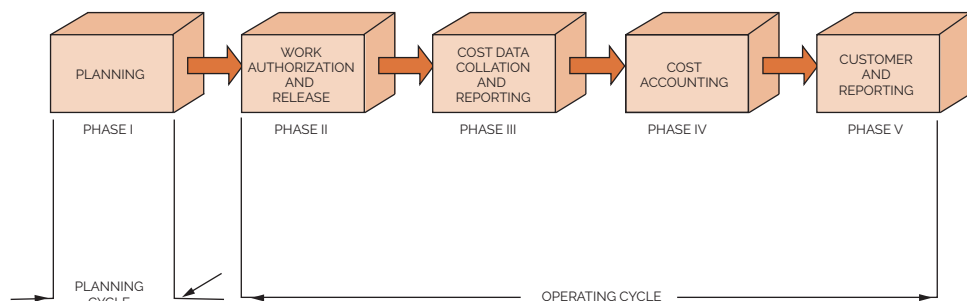 PLANNING
WORK
AUTHORIZATION
AND
RELEASE
COST DATA
COLLATION
AND
REPORTING
COST
ACCOUNTING
CUSTOMER
AND
REPORTING
PHASE I
PHASE II
PHASE III
PHASE IV
PHASE V
PLANNING
CYCLE
OPERATING CYCLE